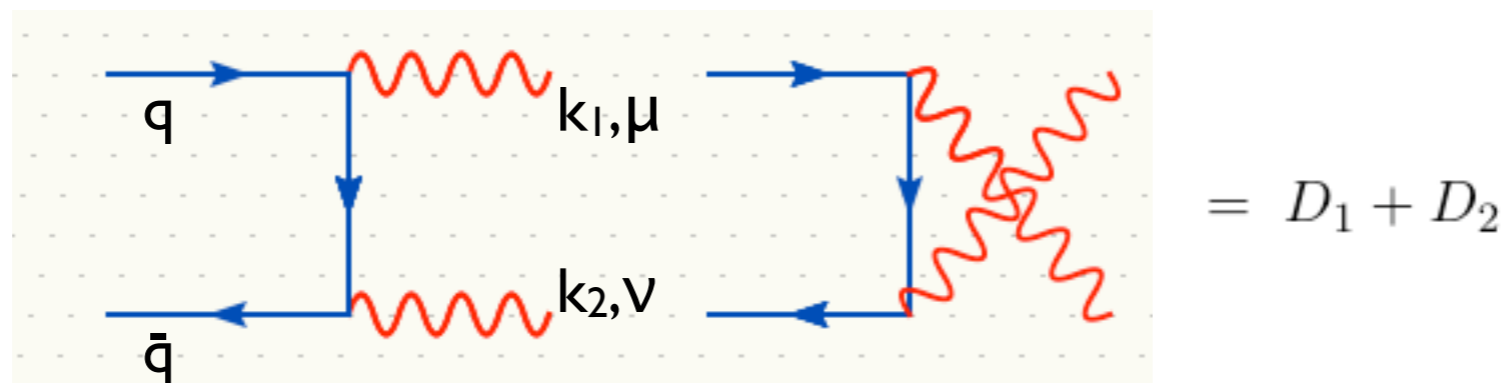 q
k₁,μ
= D₁ + D₂
k₂,ν
q̄